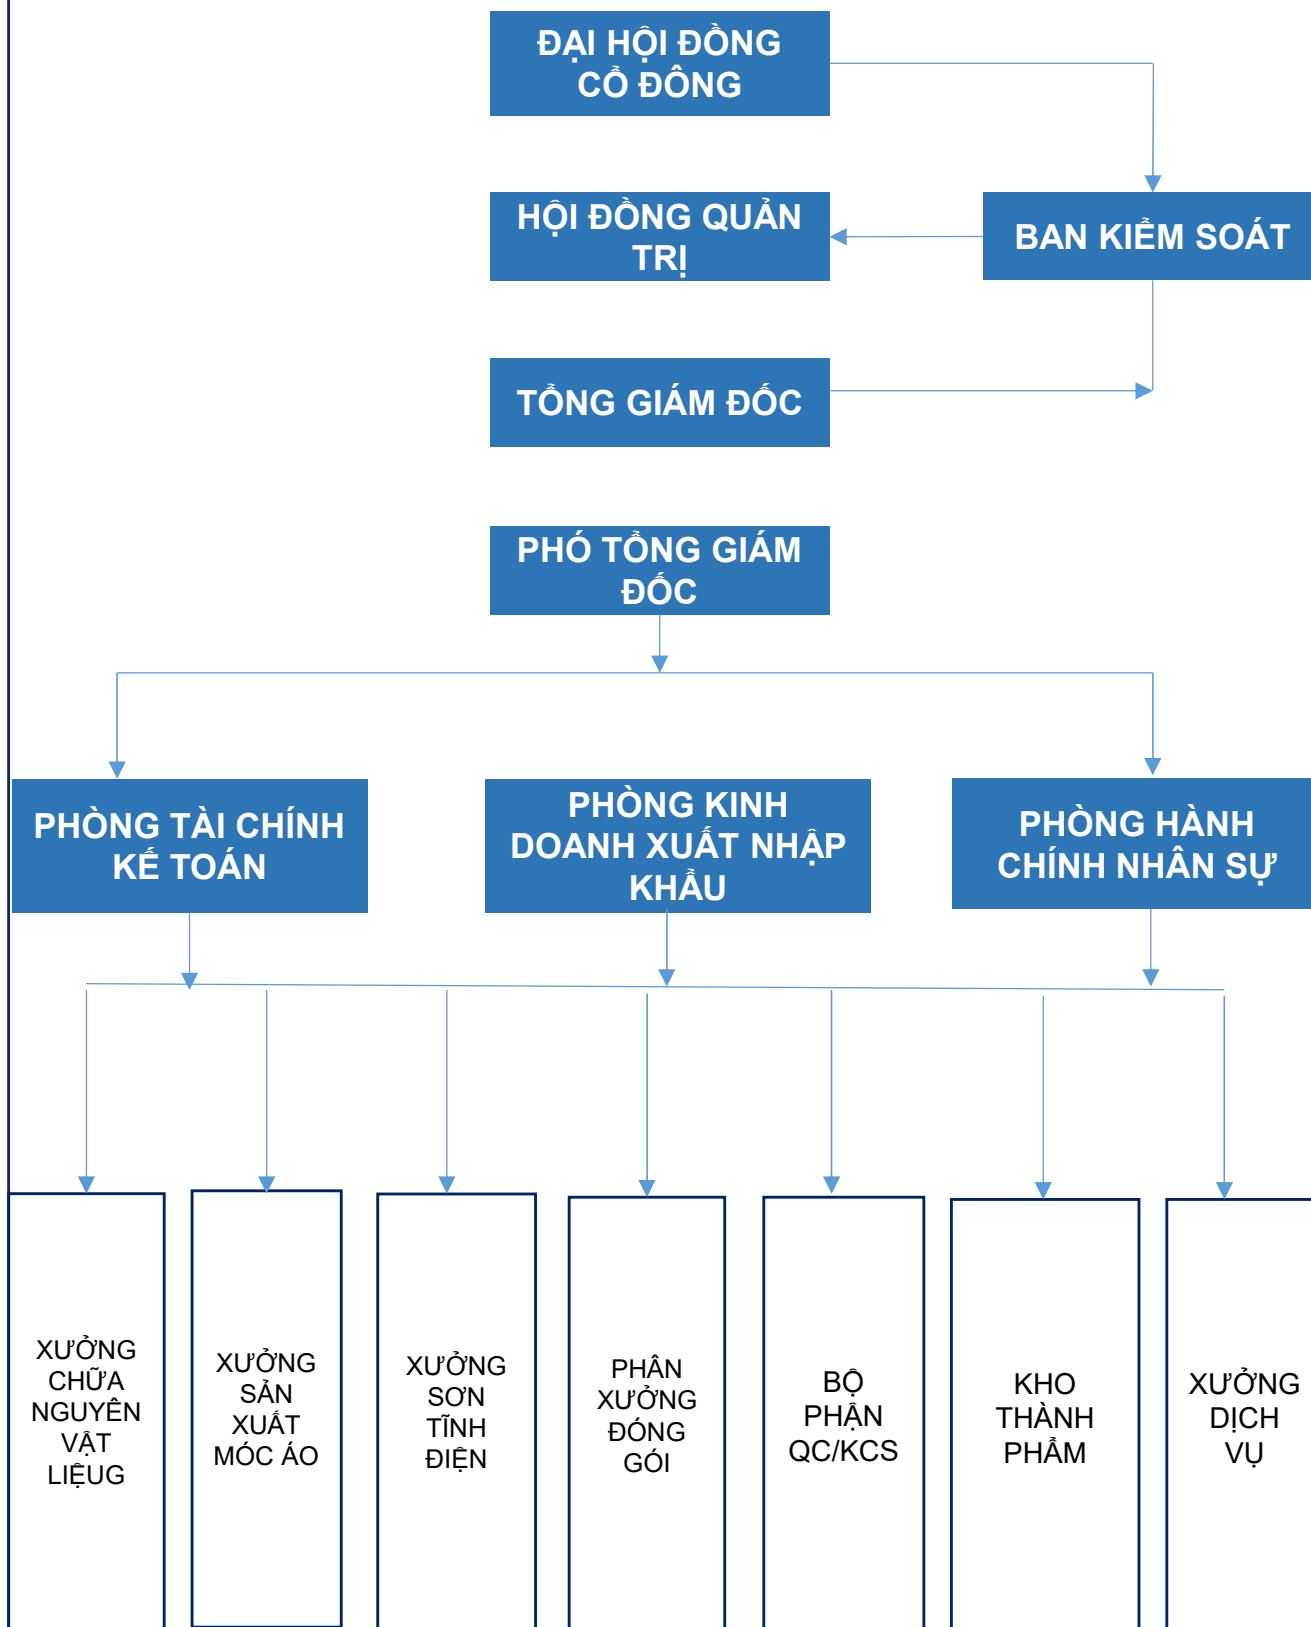 ĐẠI HỘI ĐỒNG
CỔ ĐÔNG
HỘI ĐỒNG QUẢN
TRỊ
BAN KIỂM SOÁT
TỔNG GIÁM ĐỐC
PHÓ TỔNG GIÁM
ĐỐC
PHÒNG TÀI CHÍNH
KẾ TOÁN
PHÒNG KINH
DOANH XUẤT NHẬP
KHẨU
PHÒNG HÀNH
CHÍNH NHÂN SỰ
XƯỞNG
CHỮA
NGUYÊN
VẬT
LIỆUG
XƯỞNG
SẢN
XUẤT
MÓC ÁO
XƯỞNG
SƠN
TĨNH
ĐIỆN
PHÂN
XƯỞNG
ĐÓNG
GÓI
BỘ
PHẬN
QC/KCS
KHO
THÀNH
PHẨM
XƯỞNG
DỊCH
VỤ